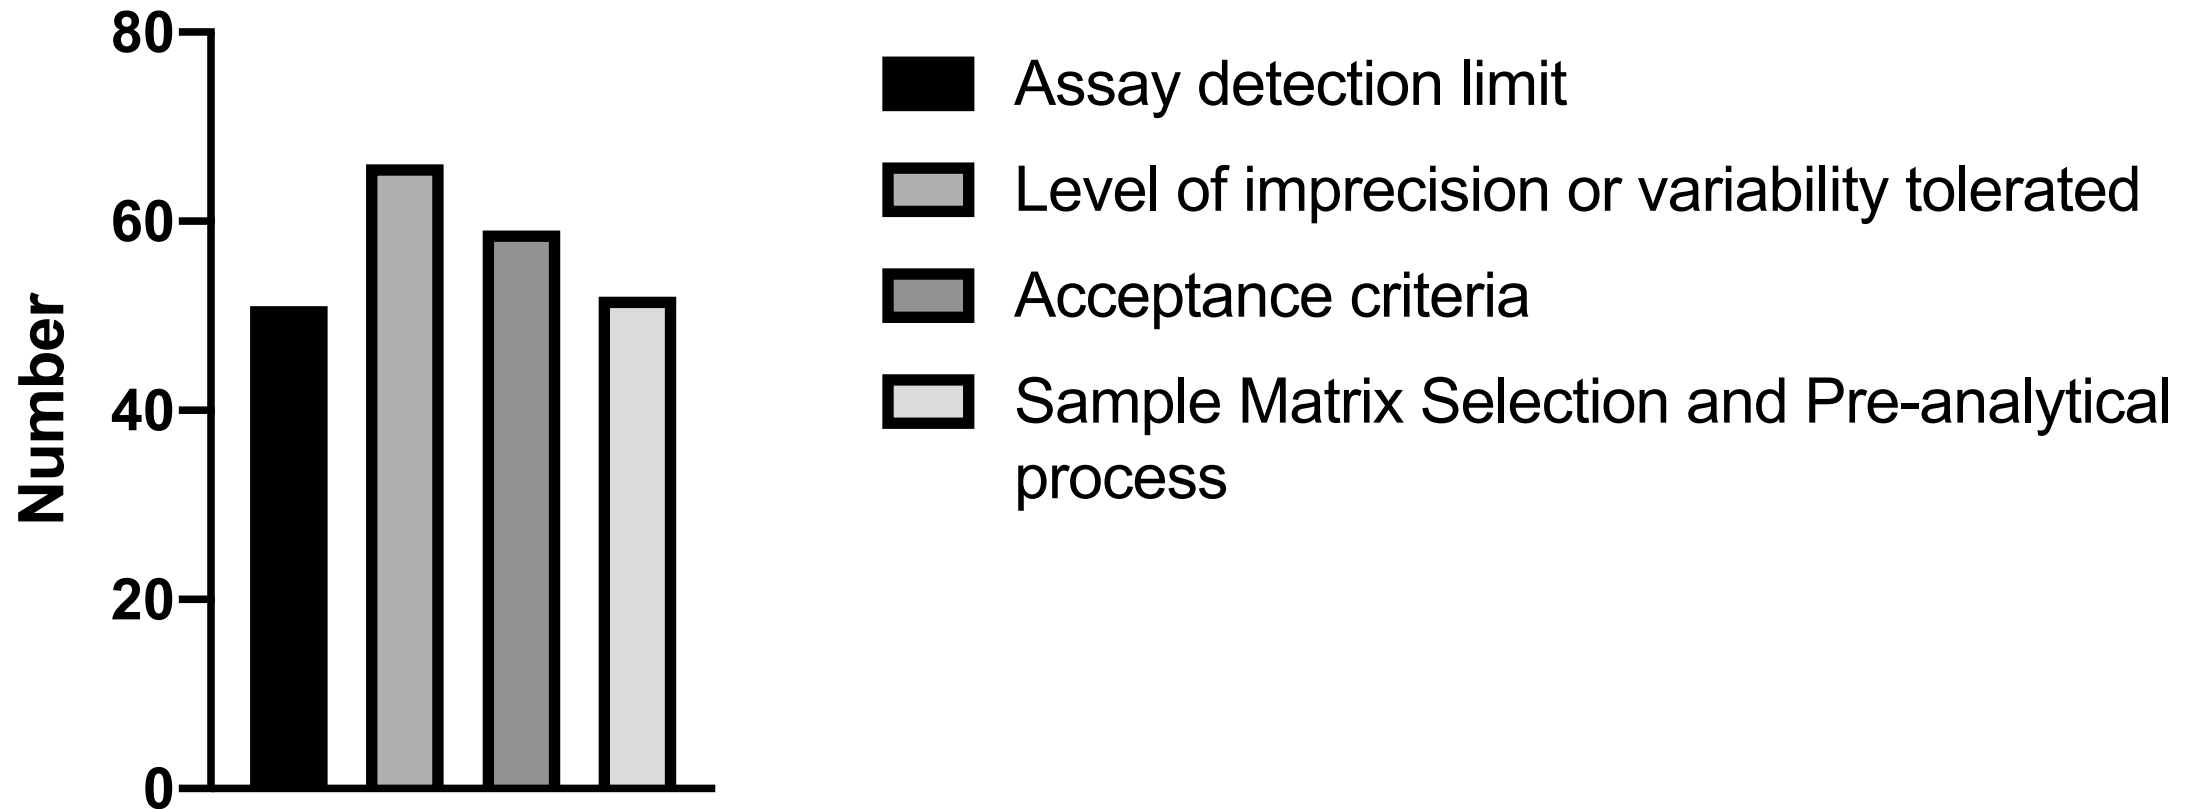 80
60
40
20
0
Number
Assay detection limit
Level of imprecision or variability tolerated
Acceptance criteria
Sample Matrix Selection and Pre-analytical
process